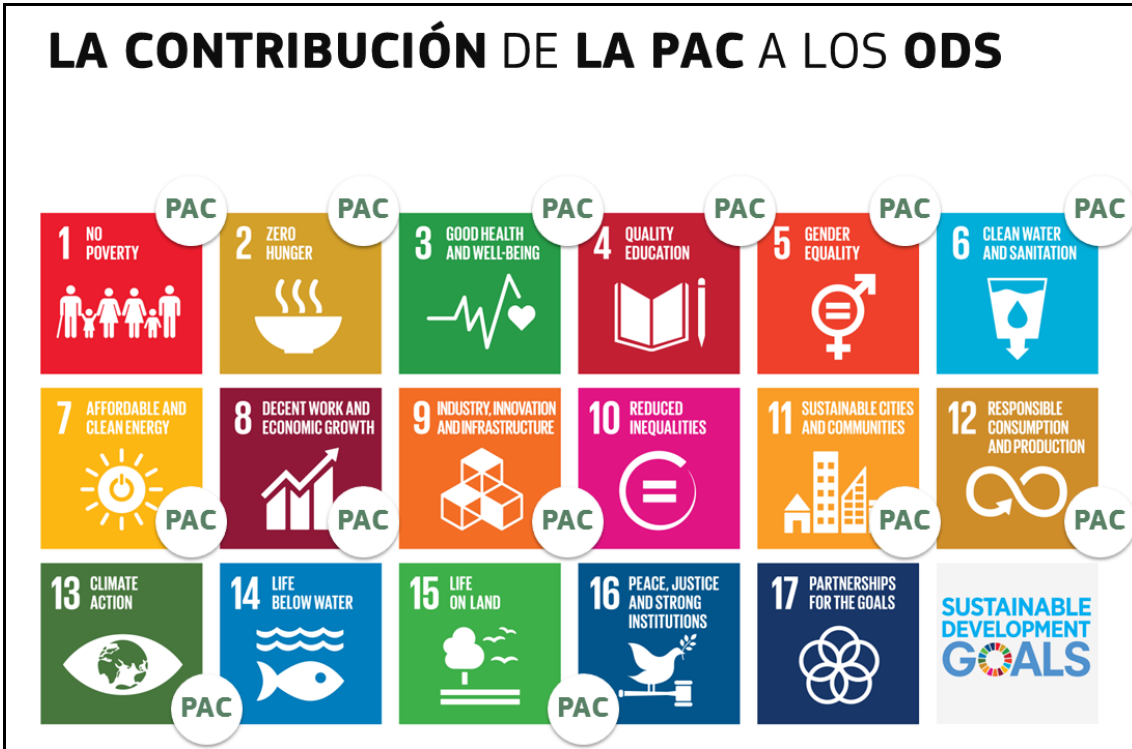 LA CONTRIBUCIÓN DE LA PAC A LOS ODS
PAC PAC PAC PAC PAC PAC
1 NO
POVERTY
2 ZERO
HUNGER
3 GOOD HEALTH
AND WELL-BEING
4 QUALITY
EDUCATION
5 GENDER
EQUALITY
6 CLEAN WATER
AND SANITATION
7 AFFORDABLE AND
CLEAN ENERGY
8 DECENT WORK AND
ECONOMIC GROWTH
9 INDUSTRY, INNOVATION
AND INFRASTRUCTURE
10 REDUCED
INEQUALITIES
11 SUSTAINABLE CITIES
AND COMMUNITIES
12 RESPONSIBLE
CONSUMPTION
AND PRODUCTION
PAC PAC PAC PAC PAC
13 CLIMATE
ACTION
14 LIFE
BELOW WATER
15 LIFE
ON LAND
16 PEACE, JUSTICE
AND STRONG
INSTITUTIONS
17 PARTNERSHIPS
FOR THE GOALS
SUSTAINABLE
DEVELOPMENT
GOALS
PAC PAC